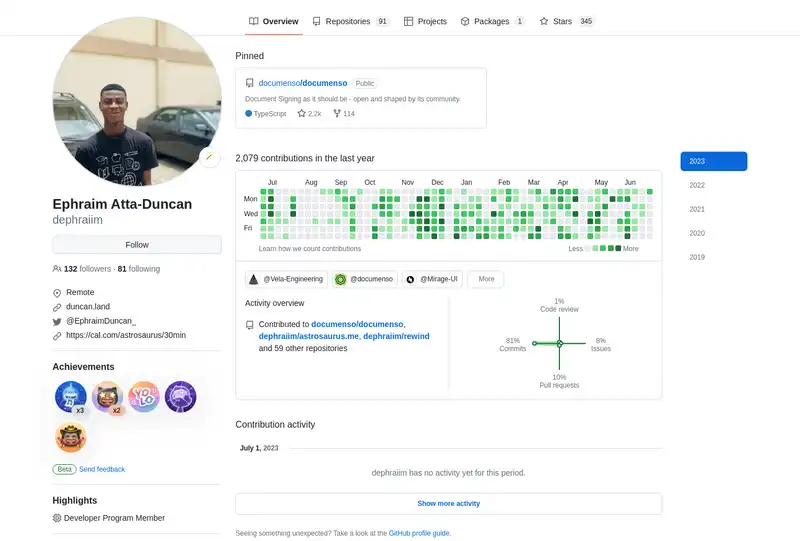 Overview
Repositories 91
Projects
Packages 1
Stars 345
Ephraim Atta-Duncan
dephraiim
Follow
132 followers · 81 following
Remote
duncan.land
@EphraimDuncan_
https://cal.com/astrosaurus/30min
Achievements
x3
x2
YOLO
Beta Send feedback
Highlights
Developer Program Member
Pinned
documenso/documenso Public
Document Signing as it should be - open and shaped by its community.
TypeScript 2.2k 114
2,079 contributions in the last year
Jul Aug Sep Oct Nov Dec Jan Feb Mar Apr May Jun
Mon
Wed
Fri
Learn how we count contributions
Less More
@Vela-Engineering @documenso @Mirage-UI More
Activity overview
Contributed to documenso/documenso,
dephraiim/astrosaurus.me, dephraiim/rewind
and 59 other repositories
1%
Code review
81%
Commits
8%
Issues
10%
Pull requests
Contribution activity
July 1, 2023
dephraiim has no activity yet for this period.
Show more activity
Seeing something unexpected? Take a look at the GitHub profile guide.
2023
2022
2021
2020
2019